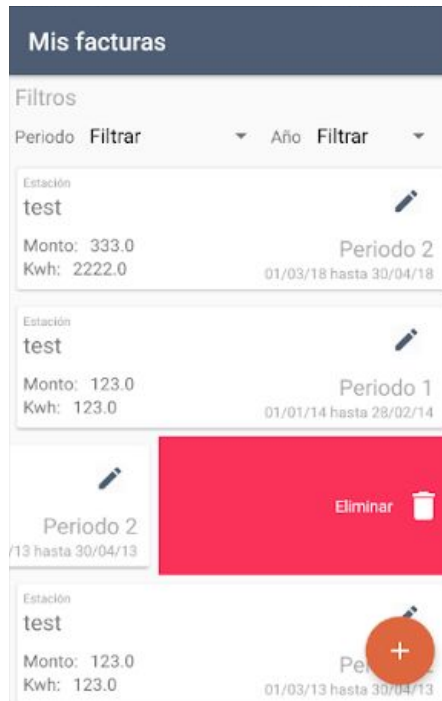 Mis facturas
Filtros
Periodo Filtrar Año Filtrar
Estación
test
Monto: 333.0
Kwh: 2222.0
Periodo 2
01/03/18 hasta 30/04/18
Estación
test
Monto: 123.0
Kwh: 123.0
Periodo 1
01/01/14 hasta 28/02/14
Periodo 2
/13 hasta 30/04/13
Eliminar
Estación
test
Monto: 123.0
Kwh: 123.0
01/03/13 hasta 30/04/13